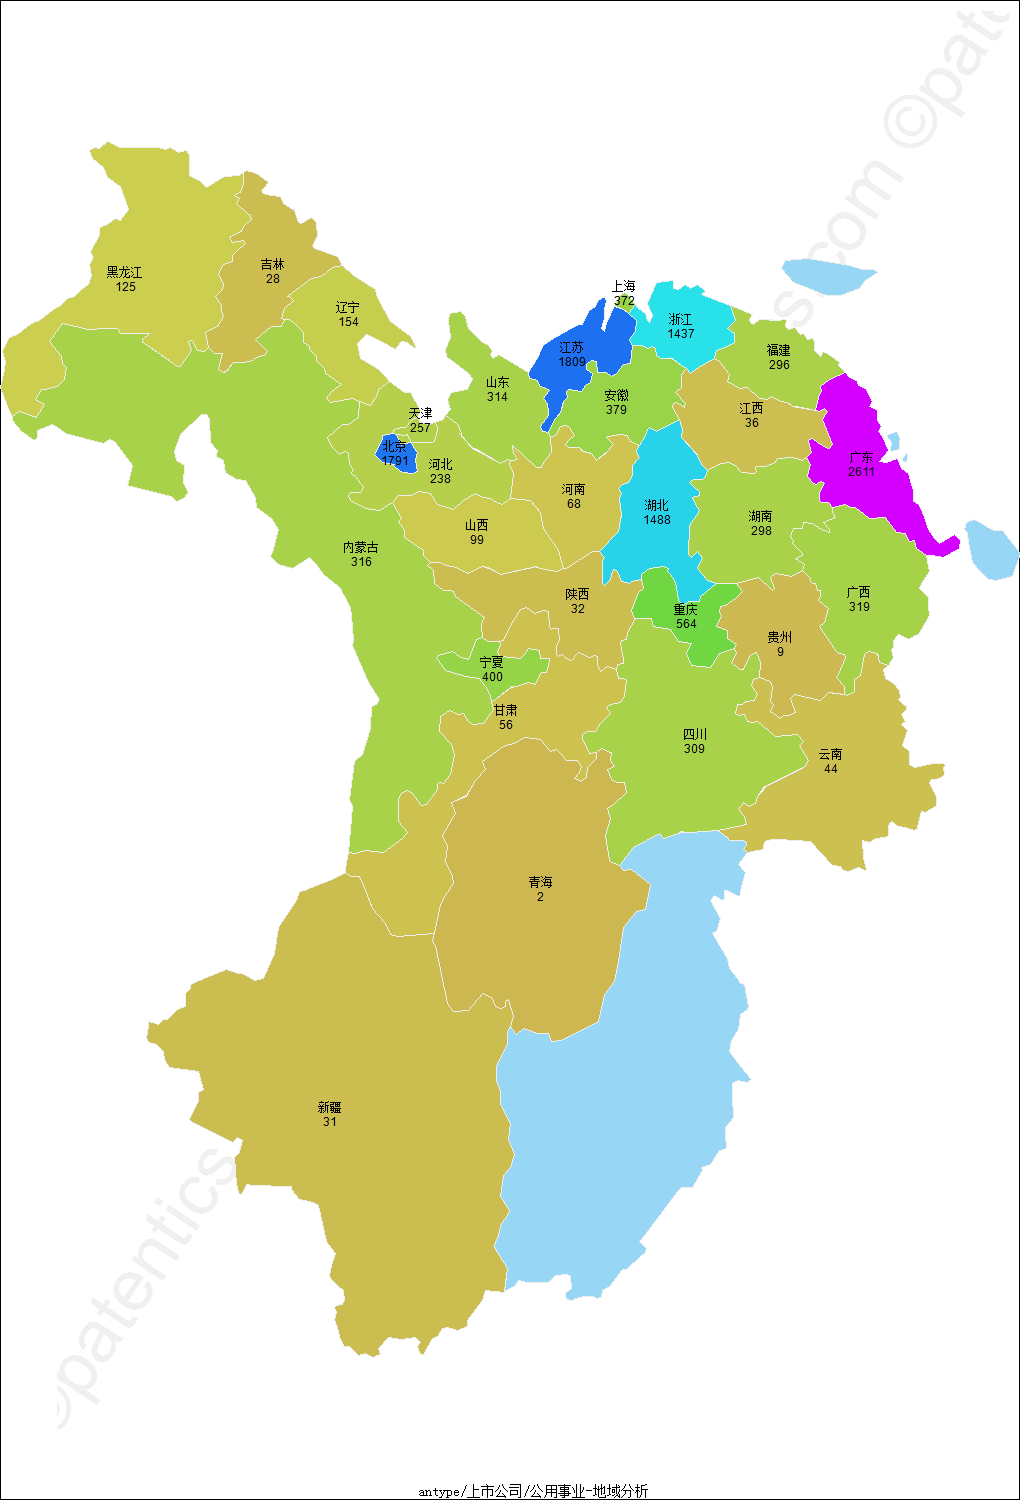 ©patentics.com ©pate
黑龙江
125
吉林
28
辽宁
154
上海
372
浙江
1437
江苏
1809
福建
296
山东
314
安徽
379
江西
36
天津
257
北京
1791
河北
238
广东
2611
河南
68
湖北
1488
湖南
298
山西
99
内蒙古
316
陕西
32
广西
319
重庆
564
贵州
9
宁夏
400
甘肃
56
四川
309
云南
44
青海
2
新疆
31
antype/上市公司/公用事业-地域分析